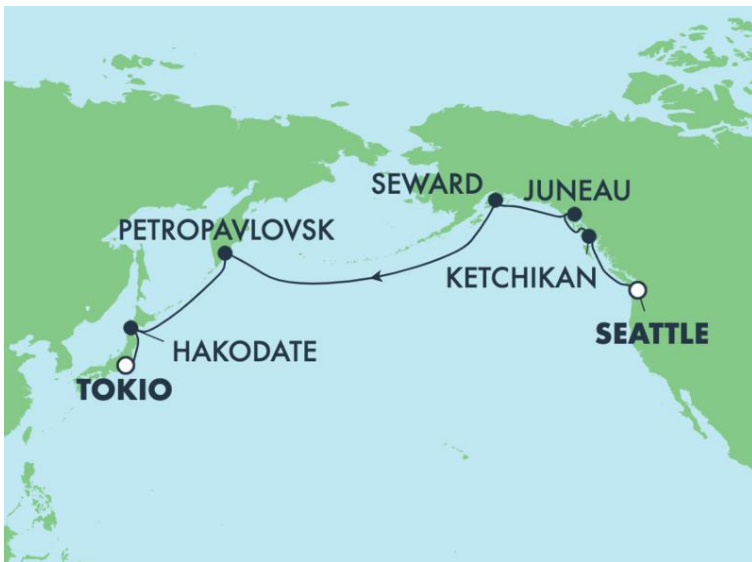 SEWARD
JUNEAU
PETROPAVLOVSK
KETCHIKAN
SEATTLE
HAKODATE
TOKIO